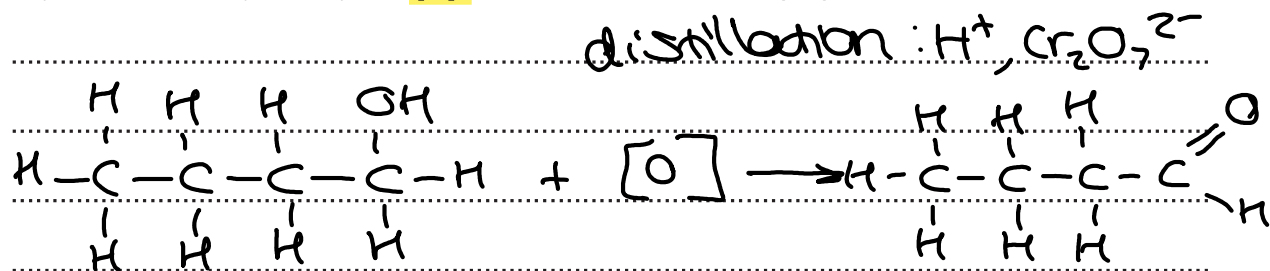 distillation : H⁺, Cr₂O₇²⁻
H H H OH H H H O
H-C-C-C-C-H + [O] → H-C-C-C-C
H H H H H H H H